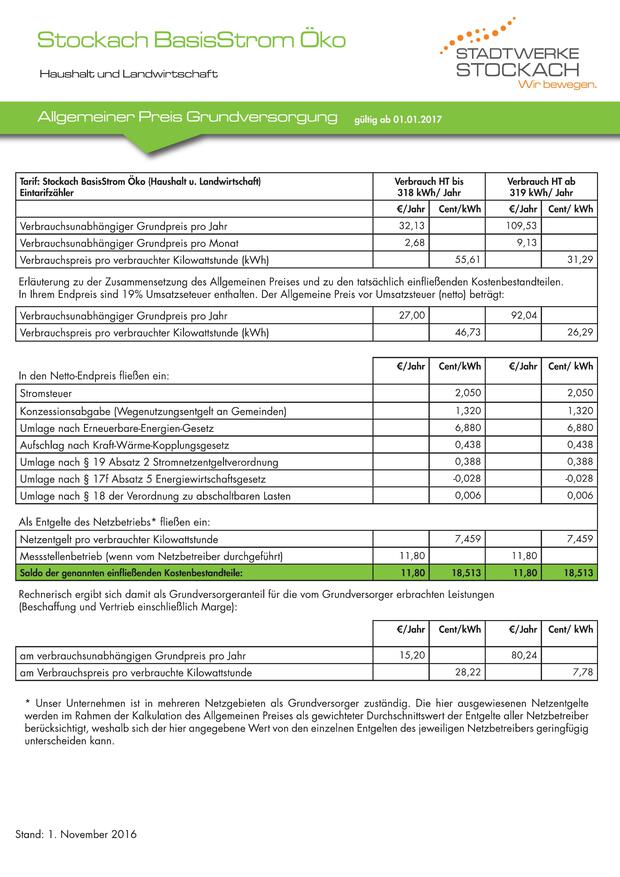 Stockach BasisStrom Öko
Haushalt und Landwirtschaft
STADTWERKE
STOCKACH
Wir bewegen.
Allgemeiner Preis Grundversorgung gültig ab 01.01.2017
Tarif: Stockach BasisStrom Öko (Haushalt u. Landwirtschaft) Verbrauch HT bis Verbrauch HT ab
Eintarifzähler 318 kWh/ Jahr 319 kWh/ Jahr
€/Jahr Cent/kWh €/Jahr Cent/ kWh
Verbrauchsunabhängiger Grundpreis pro Jahr 32,13 109,53
Verbrauchsunabhängiger Grundpreis pro Monat 2,68 9,13
Verbrauchspreis pro verbrauchter Kilowattstunde (kWh) 55,61 31,29
Erläuterung zu der Zusammensetzung des Allgemeinen Preises und zu den tatsächlich einfließenden Kostenbestandteilen.
In Ihrem Endpreis sind 19% Umsatzseteuer enthalten. Der Allgemeine Preis vor Umsatzsteuer (netto) beträgt:
Verbrauchsunabhängiger Grundpreis pro Jahr 27,00 92,04
Verbrauchspreis pro verbrauchter Kilowattstunde (kWh) 46,73 26,29
€/Jahr Cent/kWh €/Jahr Cent/ kWh
In den Netto-Endpreis fließen ein:
Stromsteuer 2,050 2,050
Konzessionsabgabe (Wegenutzungsentgelt an Gemeinden) 1,320 1,320
Umlage nach Erneuerbare-Energien-Gesetz 6,880 6,880
Aufschlag nach Kraft-Wärme-Kopplungsgesetz 0,438 0,438
Umlage nach § 19 Absatz 2 Stromnetzentgeltverordnung 0,388 0,388
Umlage nach § 17f Absatz 5 Energiewirtschaftsgesetz -0,028 -0,028
Umlage nach § 18 der Verordnung zu abschaltbaren Lasten 0,006 0,006
Als Entgelte des Netzbetriebs* fließen ein:
Netzentgelt pro verbrauchter Kilowattstunde 7,459 7,459
Messstellenbetrieb (wenn vom Netzbetreiber durchgeführt) 11,80 11,80
Saldo der genannten einfließenden Kostenbestandteile: 11,80 18,513 11,80 18,513
Rechnerisch ergibt sich damit als Grundversorgeranteil für die vom Grundversorger erbrachten Leistungen
(Beschaffung und Vertrieb einschließlich Marge):
€/Jahr Cent/kWh €/Jahr Cent/ kWh
am verbrauchsunabhängigen Grundpreis pro Jahr 15,20 80,24
am Verbrauchspreis pro verbrauchte Kilowattstunde 28,22 7,78
* Unser Unternehmen ist in mehreren Netzgebieten als Grundversorger zuständig. Die hier ausgewiesenen Netzentgelte
werden im Rahmen der Kalkulation des Allgemeinen Preises als gewichteter Durchschnittswert der Entgelte aller Netzbetreiber
berücksichtigt, weshalb sich der hier angegebene Wert von den einzelnen Entgelten des jeweiligen Netzbetreibers geringfügig
unterscheiden kann.
Stand: 1. November 2016